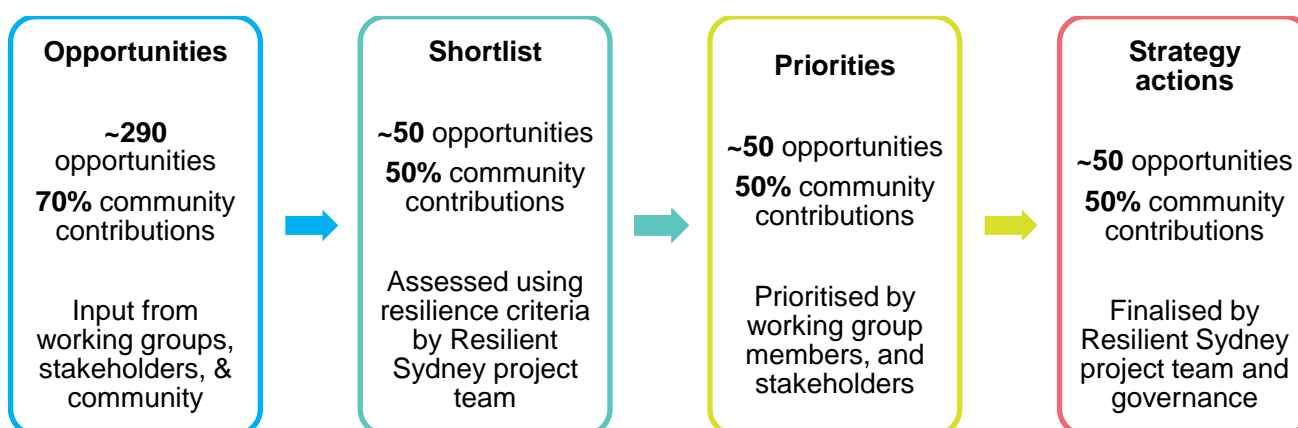 Opportunities
~290
opportunities
70% community
contributions
Input from
working groups,
stakeholders, &
community
Shortlist
~50 opportunities
50% community
contributions
Assessed using
resilience criteria
by Resilient
Sydney project
team
Priorities
~50 opportunities
50% community
contributions
Prioritised by
working group
members, and
stakeholders
Strategy
actions
~50 opportunities
50% community
contributions
Finalised by
Resilient Sydney
project team and
governance